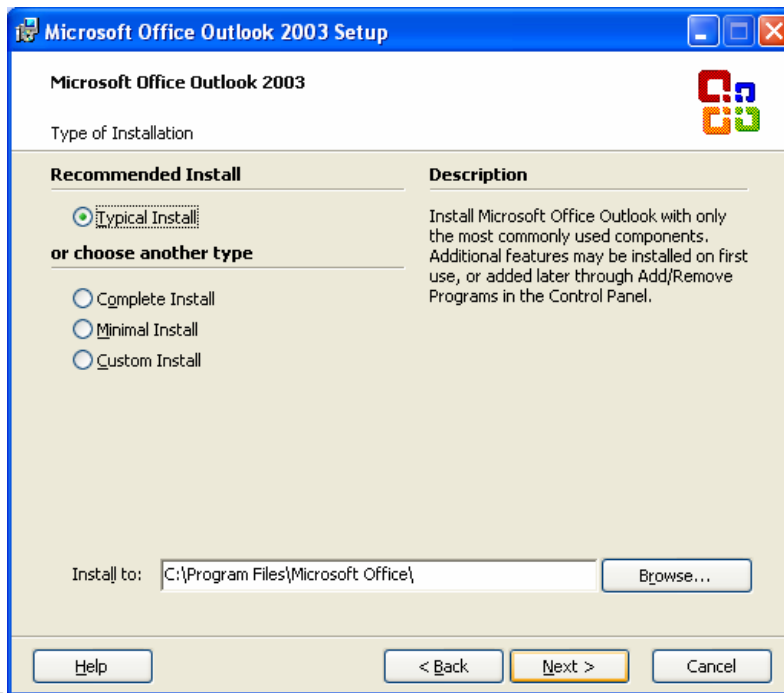 Microsoft Office Outlook 2003 Setup
Microsoft Office Outlook 2003
Type of Installation
Recommended Install
Typical Install
or choose another type
Complete Install
Minimal Install
Custom Install
Description
Install Microsoft Office Outlook with only
the most commonly used components.
Additional features may be installed on first
use, or added later through Add/Remove
Programs in the Control Panel.
Install to:
C:\Program Files\Microsoft Office\
Browse...
Help
< Back
Next >
Cancel